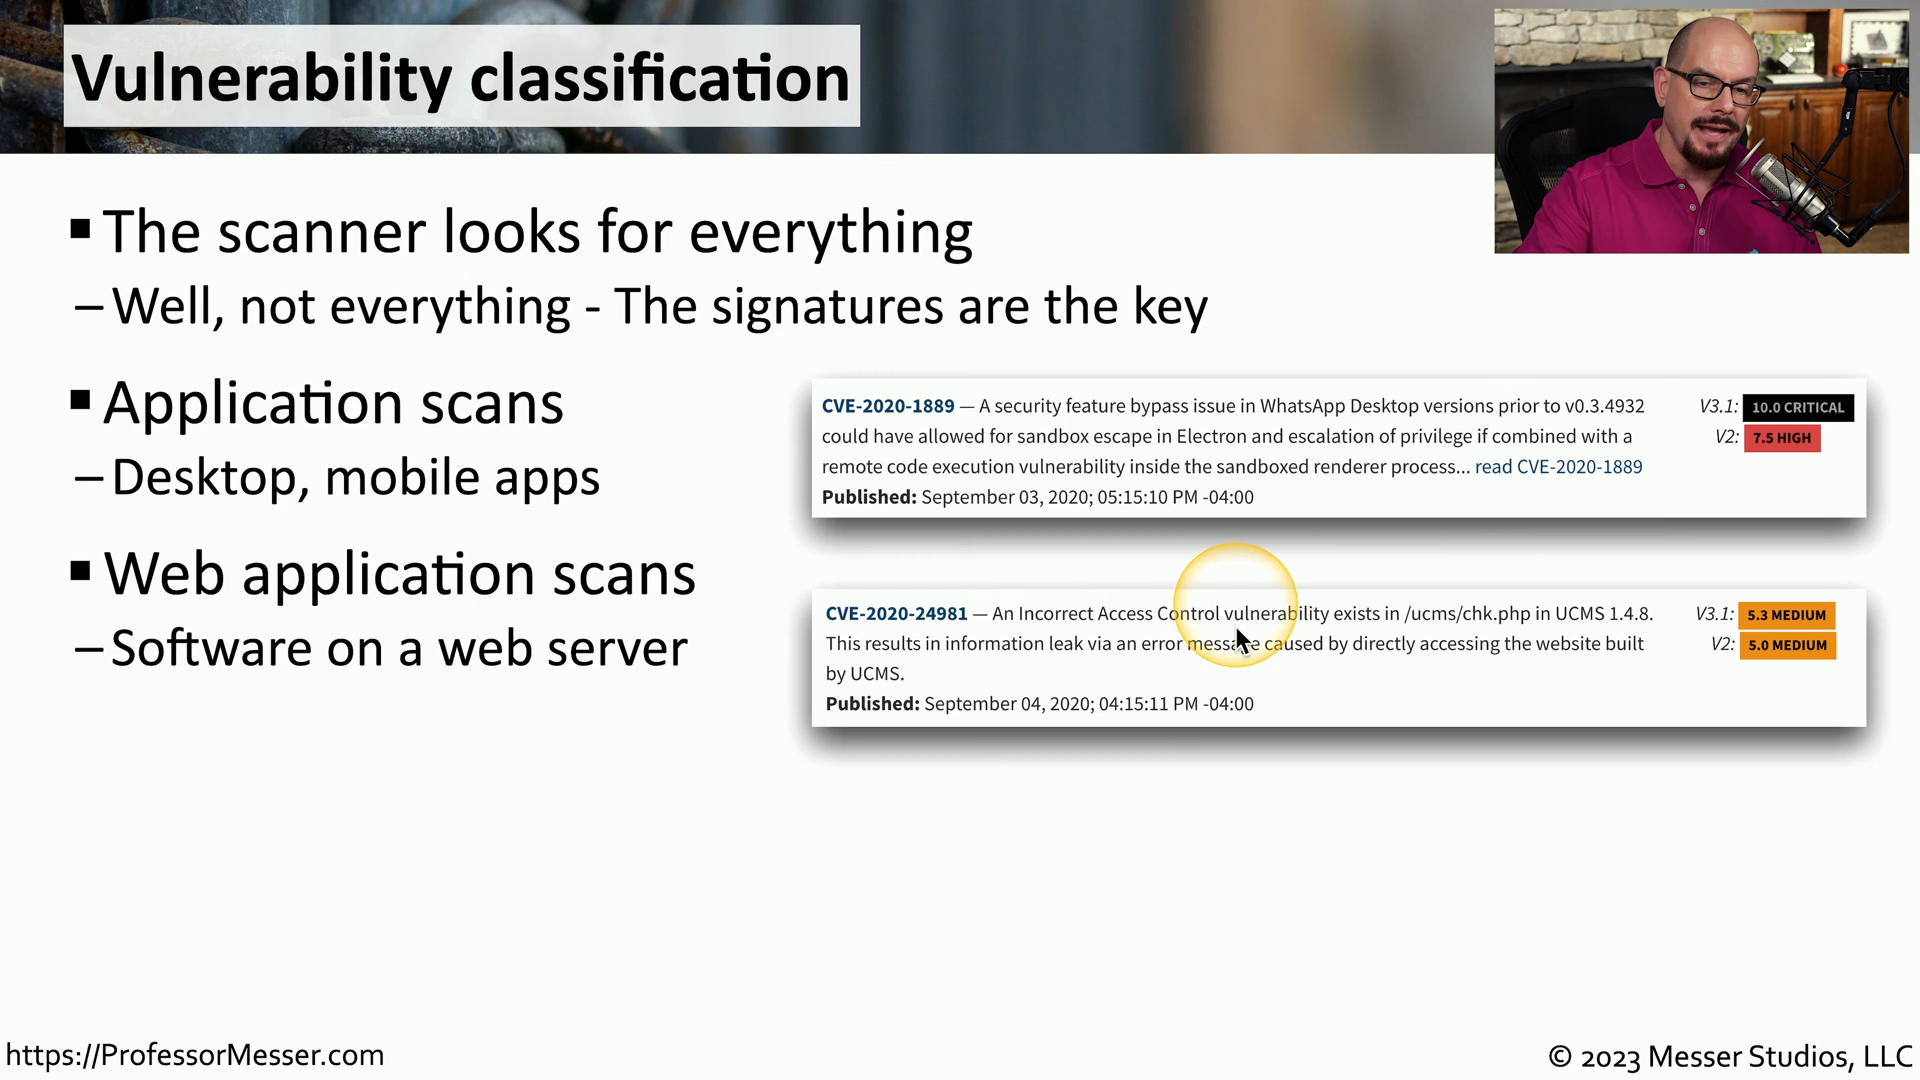 Vulnerability classification
▪ The scanner looks for everything
– Well, not everything - The signatures are the key
▪ Application scans
– Desktop, mobile apps
▪ Web application scans
– Software on a web server
CVE-2020-1889 — A security feature bypass issue in WhatsApp Desktop versions prior to v0.3.4932
could have allowed for sandbox escape in Electron and escalation of privilege if combined with a
remote code execution vulnerability inside the sandboxed renderer process... read CVE-2020-1889
Published: September 03, 2020; 05:15:10 PM -04:00
V3.1: 10.0 CRITICAL
V2: 7.5 HIGH
CVE-2020-24981 — An Incorrect Access Control vulnerability exists in /ucms/chk.php in UCMS 1.4.8.
This results in information leak via an error message caused by directly accessing the website built
by UCMS.
Published: September 04, 2020; 04:15:11 PM -04:00
V3.1: 5.3 MEDIUM
V2: 5.0 MEDIUM
https://ProfessorMesser.com
© 2023 Messer Studios, LLC